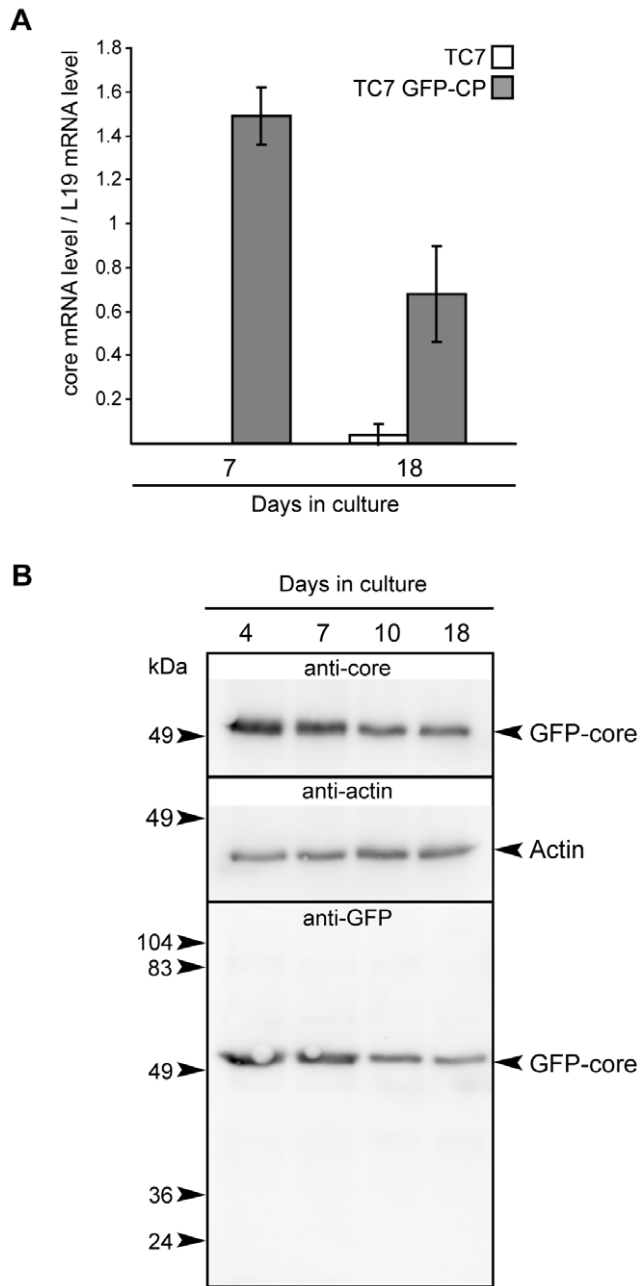 A
1.8
1.6
1.4
1.2
1
0.8
0.6
0.4
0.2
core mRNA level / L19 mRNA level
TC7
TC7 GFP-CP
7 18
Days in culture
B
Days in culture
4 7 10 18
kDa
anti-core
49
GFP-core
anti-actin
49
Actin
anti-GFP
104
83
49
GFP-core
36
24